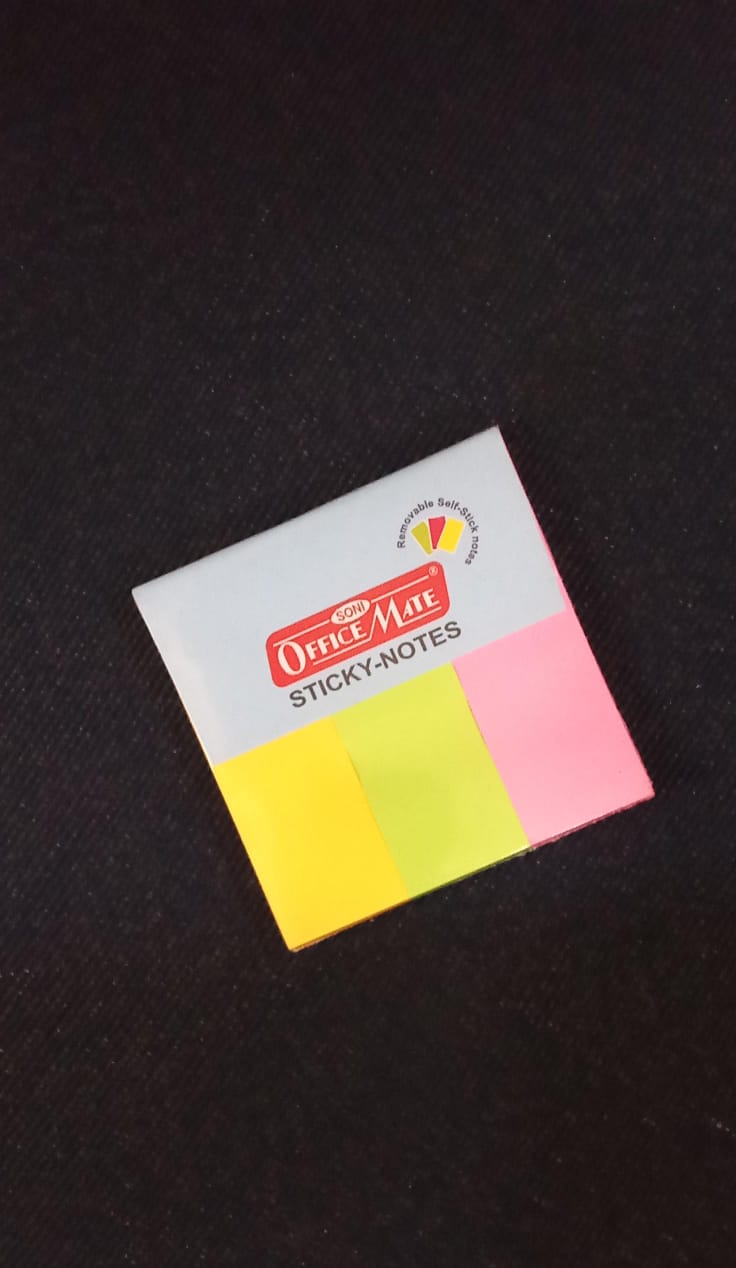 Removable Self-Stick notes
SONI
OFFICE MATE®
STICKY-NOTES